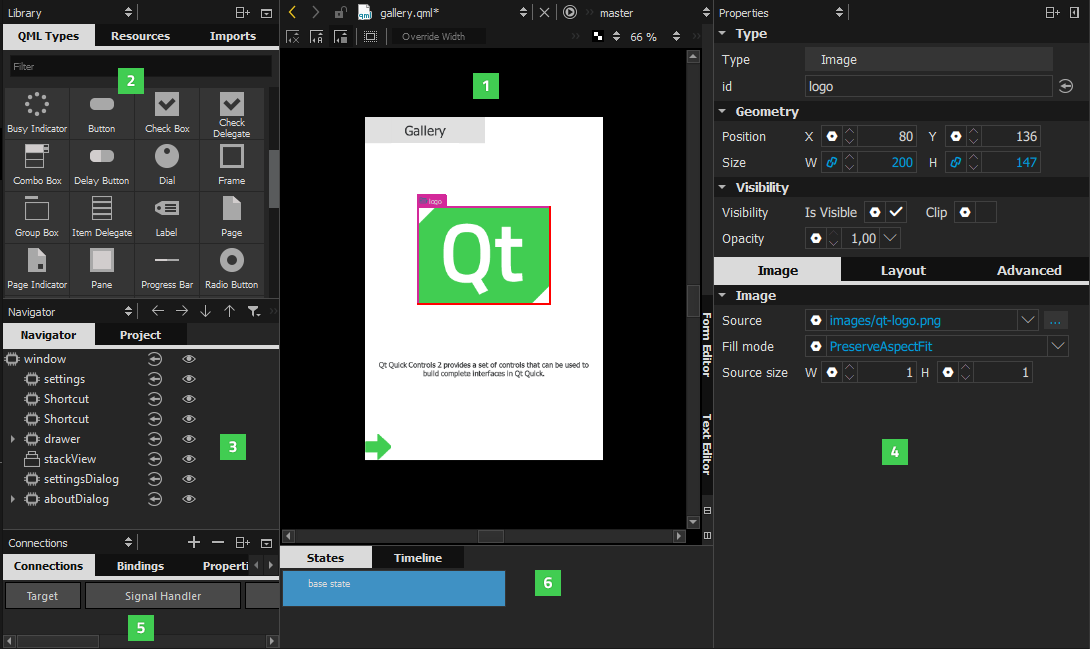 Library
QML Types Resources Imports
Filter
2
Busy Indicator Button Check Box Check Delegate
Combo Box Delay Button Dial Frame
Group Box Item Delegate Label Page
Page Indicator Pane Progress Bar Radio Button
Navigator
Navigator Project
window
settings
Shortcut
Shortcut
drawer
3
stackView
settingsDialog
aboutDialog
Connections
Connections Bindings Properti
Target Signal Handler
5
gallery.qml* master
Override Width 66 %
1
Gallery
logo
Qt
Qt Quick Controls 2 provides a set of controls that can be used to
build complete interfaces in Qt Quick.
Form Editor
Text Editor
States Timeline
base state
6
Properties
Type
Type Image
id logo
Geometry
Position X 80 Y 136
Size W 200 H 147
Visibility
Visibility Is Visible Clip
Opacity 1,00
Image Layout Advanced
Image
Source images/qt-logo.png ...
Fill mode PreserveAspectFit
Source size W 1 H 1
4